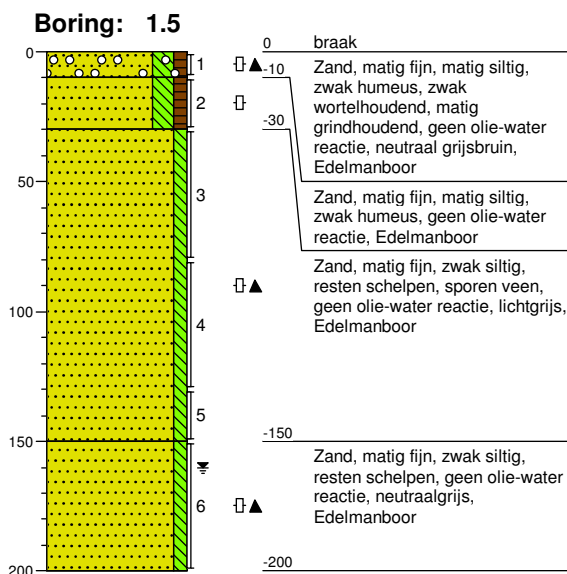 Boring: 1.5
0
50
100
150
200
1
2
3
4
5
6
0
braak
-10
Zand, matig fijn, matig siltig,
zwak humeus, zwak
wortelhoudend, matig
grindhoudend, geen olie-water
reactie, neutraal grijsbruin,
Edelmanboor
-30
Zand, matig fijn, matig siltig,
zwak humeus, geen olie-water
reactie, Edelmanboor
Zand, matig fijn, zwak siltig,
resten schelpen, sporen veen,
geen olie-water reactie, lichtgrijs,
Edelmanboor
-150
Zand, matig fijn, zwak siltig,
resten schelpen, geen olie-water
reactie, neutraalgrijs,
Edelmanboor
-200